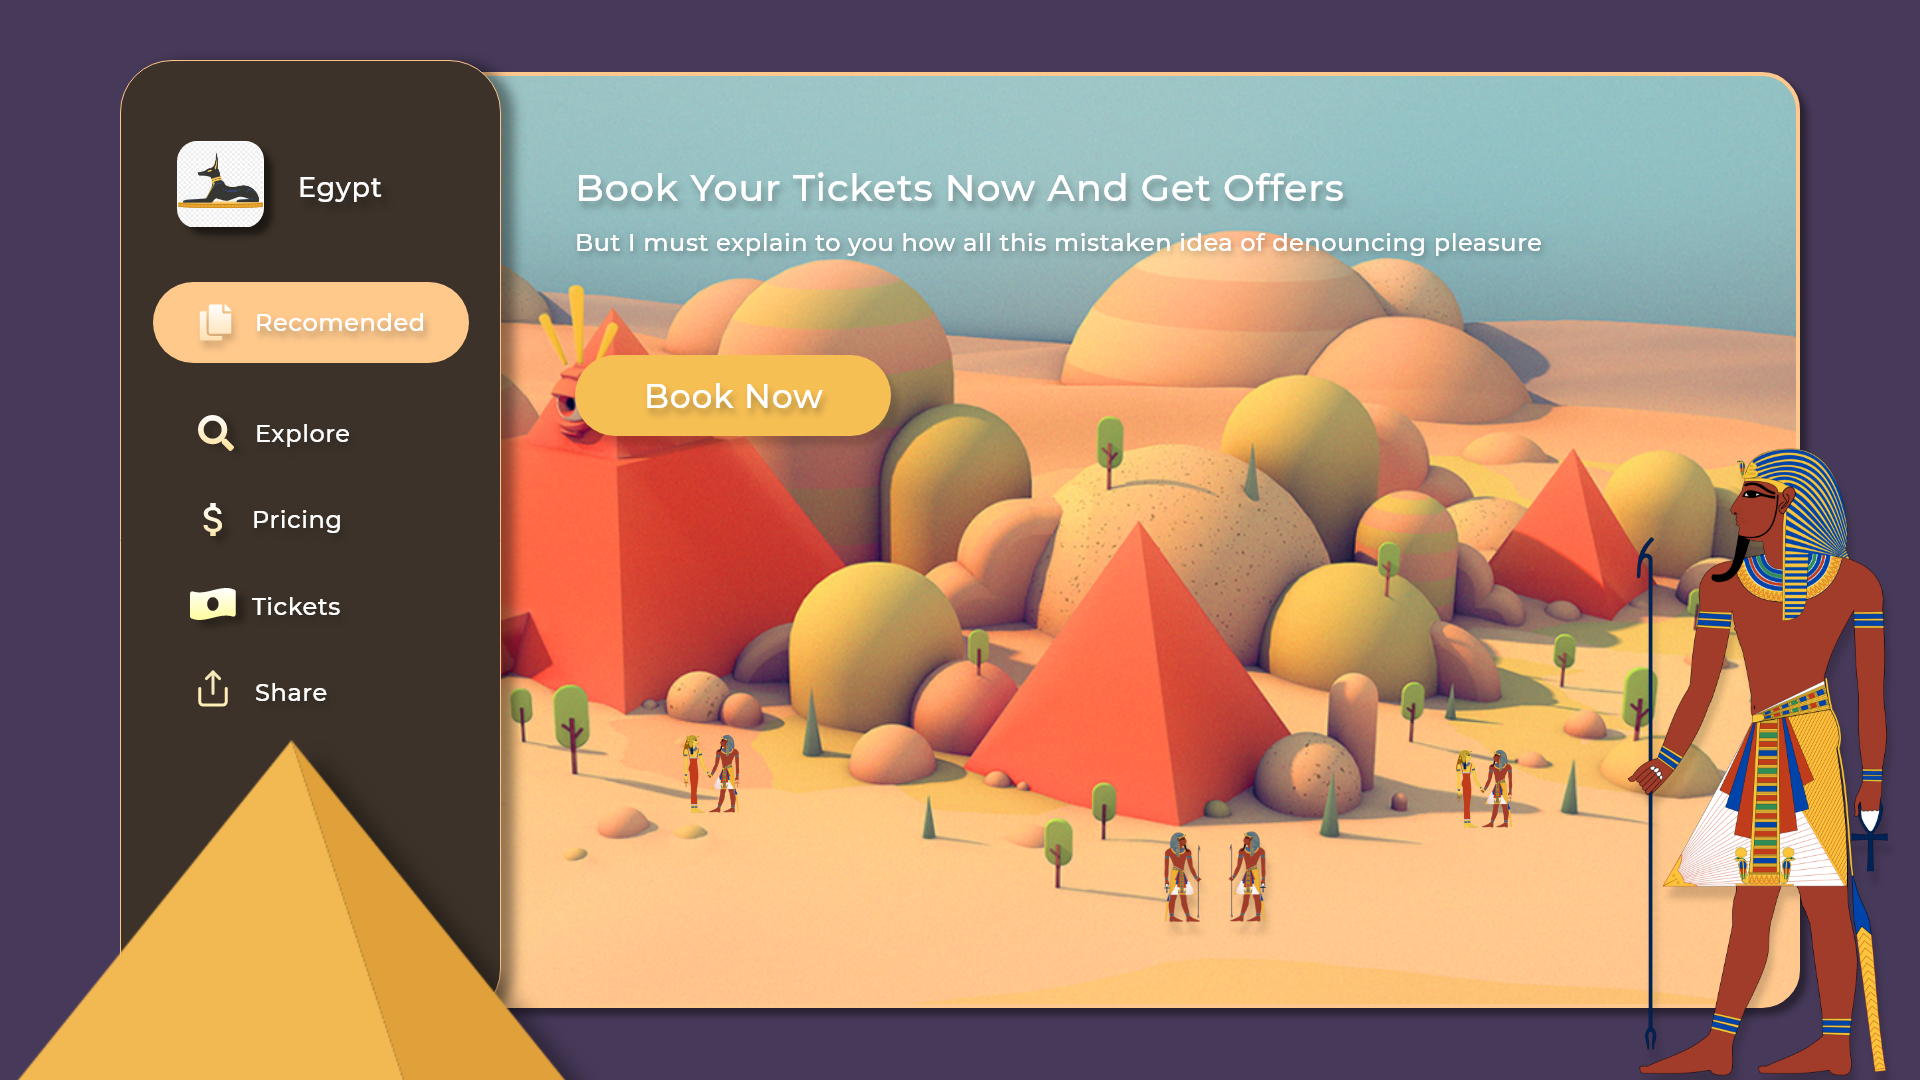 Egypt
Recomended
Explore
Pricing
Tickets
Share
Book Your Tickets Now And Get Offers
But I must explain to you how all this mistaken idea of denouncing pleasure
Book Now